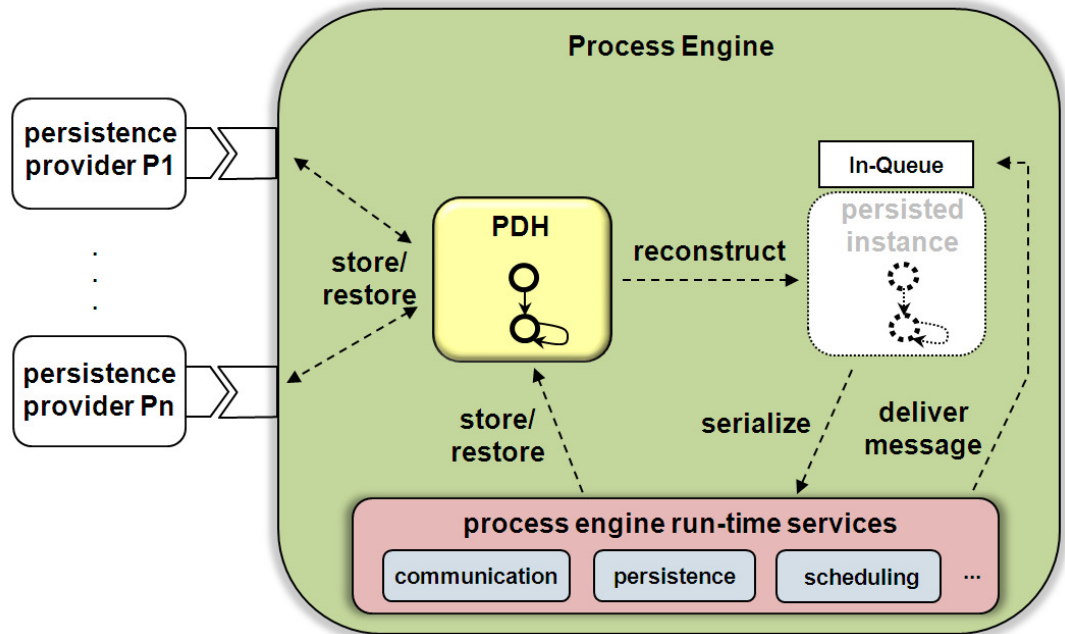 Process Engine
persistence
provider P1
.
.
.
persistence
provider Pn
store/
restore
PDH
reconstruct
In-Queue
persisted
instance
store/
restore
serialize
deliver
message
process engine run-time services
communication
persistence
scheduling
...